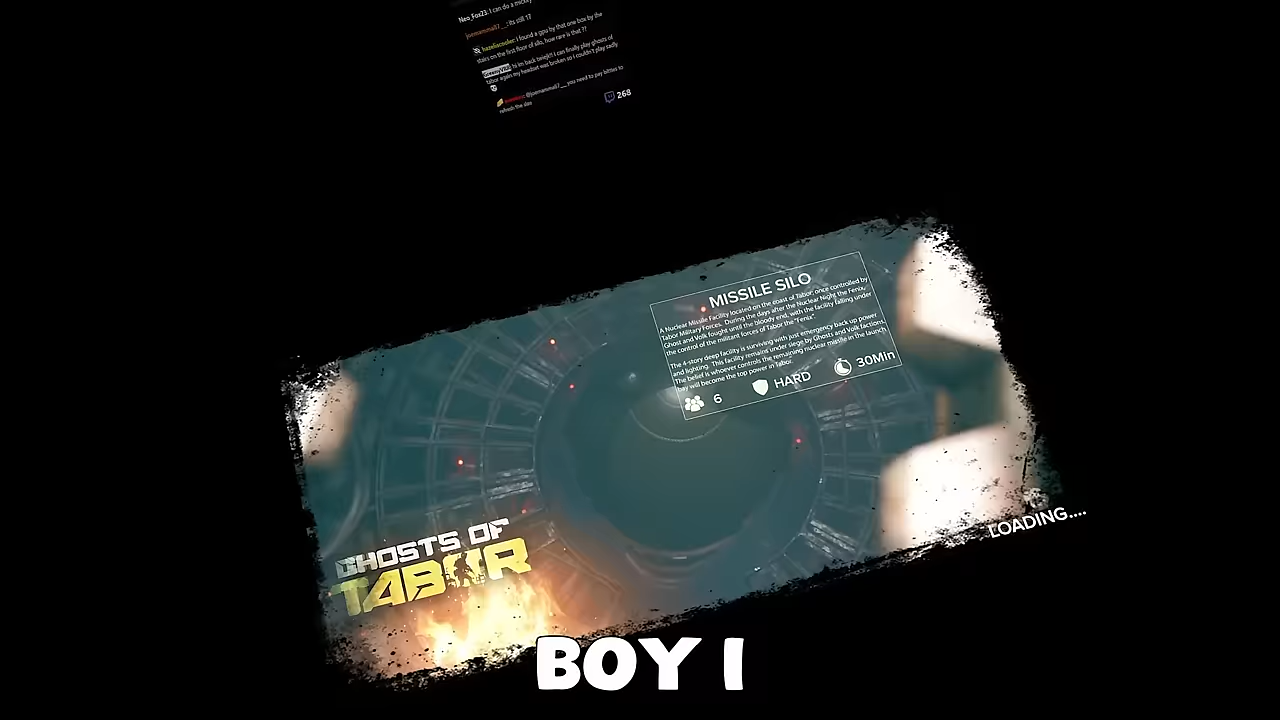 Neo_Fox23: I can do a
joemamma87__: Its still 1?
hazeliscooler: I found a gpu by that one box by the
stairs on the first floor of silo, how rare is that ??
hi im back I can finally play ghosts of
tabor again my headset was broken so I couldn't play sadly
@joemamma87__ you need to pay to
refresh the
268
MISSILE SILO
A Nuclear Missile Facility located on the coast of Tabor, once controlled by
Tabor Military Forces. During the days after the Nuclear Night the Fenix,
Ghost and Volk fought until the bloody end, with the facility falling under
the control of the militant forces of Tabor the "Fenix".
The 4-story deep facility is surviving with just emergency back up power
and lighting. This facility remains under siege by Ghosts and Volk factions.
The belief is whoever controls the remaining nuclear missile in the launch
bay will become the top power in Tabor.
6 HARD 30Min
GHOSTS OF
TABOR
LOADING....
BOY I